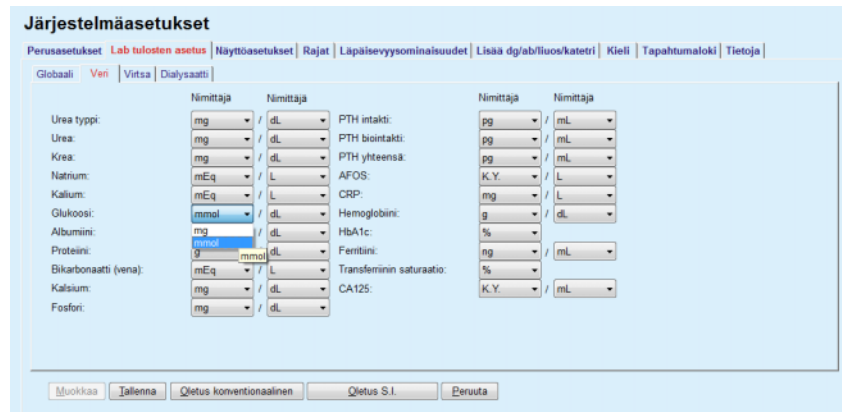 Järjestelmäasetukset
Perusasetukset Lab tulosten asetus Näyttöasetukset Rajat Läpäisevyysominaisuudet Lisää dg/ab/liuos/katetri Kieli Tapahtumaloki Tietoja
Globaali Veri Virtsa Dialysaatti
Nimittäjä Nimittäjä Nimittäjä Nimittäjä
Urea typpi: mg / dL PTH intakti: pg / mL
Urea: mg / dL PTH biointakti: pg / mL
Krea: mg / dL PTH yhteensä: pg / mL
Natrium: mEq / L AFOS: K.Y. / L
Kalium: mEq / L CRP: mg / L
Glukoosi: mmol / dL Hemoglobiini: g / dL
Albumiini: mg / dL HbA1c: %
mmol
Proteiini: g mmol dL Ferritiini: ng / mL
Bikarbonaatti (vena): mEq / L Transferriinin saturaatio: %
Kalsium: mg / dL CA125: K.Y. / mL
Fosfori: mg / dL
Muokkaa Tallenna Oletus konventionaalinen Oletus S.I. Peruuta